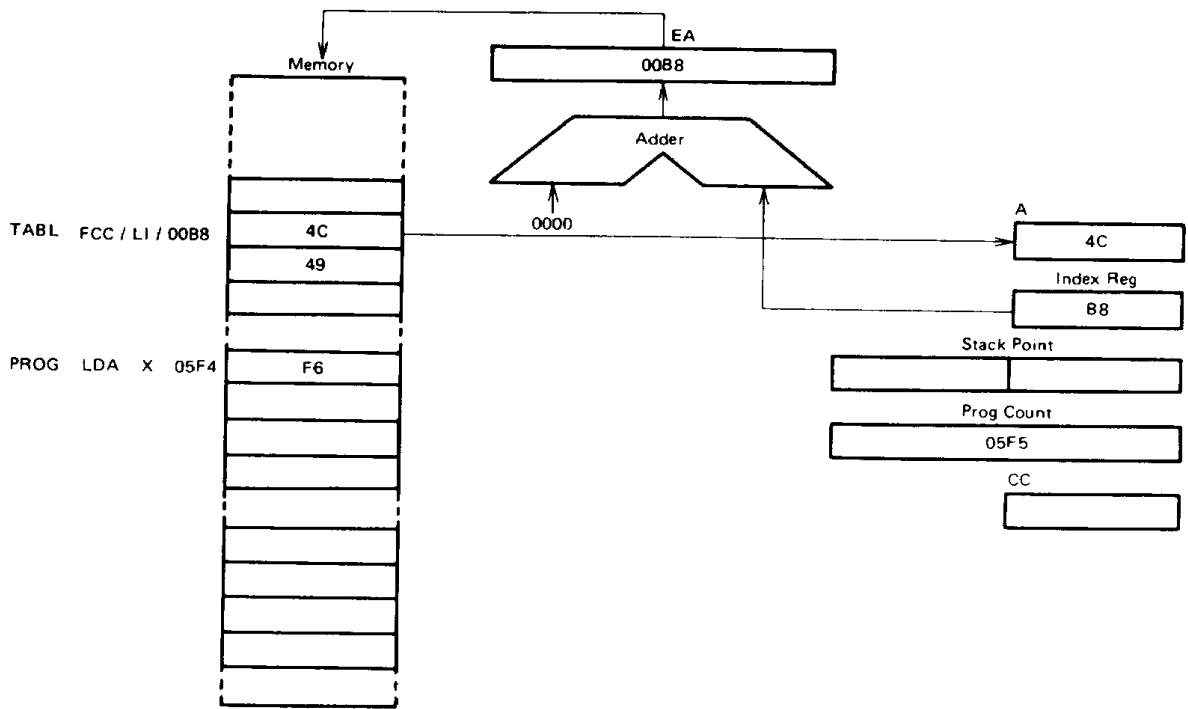 EA
00B8
Memory
Adder
0000
TABL FCC / LI / 00B8
4C
49
A
4C
Index Reg
B8
Stack Point
PROG LDA X 05F4
F6
Prog Count
05F5
CC